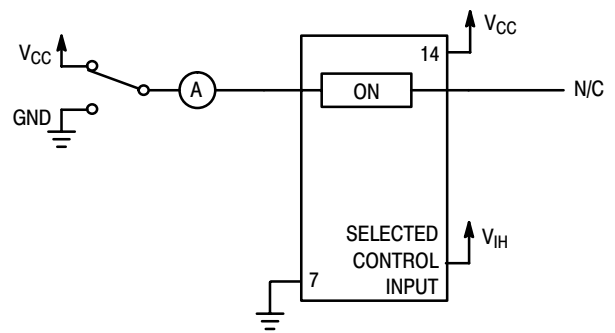 VCC
GND
A
14
VCC
ON
N/C
SELECTED
CONTROL
INPUT
VIH
7